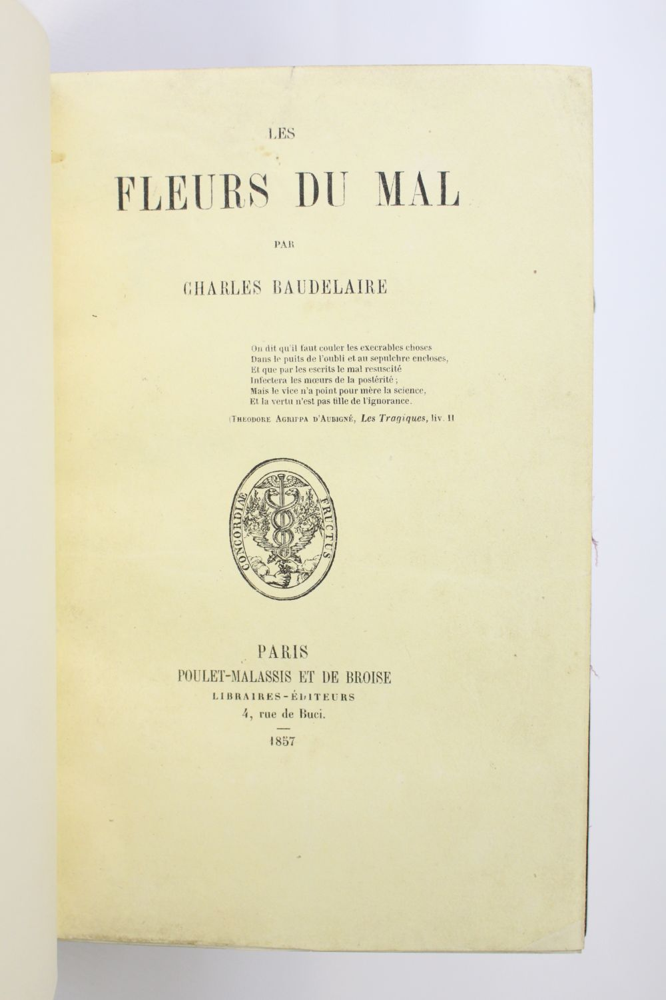 LES
FLEURS DU MAL
PAR
CHARLES BAUDELAIRE
On dit qu'il faut couler les execrables choses
Dans le puits de l'oubli et au sepulchre encloses,
Et que par les escrits le mal resuscité
Infectera les mœurs de la postérité ;
Mais le vice n'a point pour mère la science,
Et la vertu n'est pas fille de l'ignorance.
(THEODORE AGRIPPA D'AUBIGNÉ, Les Tragiques, liv. II
CONCORDIÆ FRUCTUS
PARIS
POULET-MALASSIS ET DE BROISE
LIBRAIRES-ÉDITEURS
4, rue de Buci.
1857